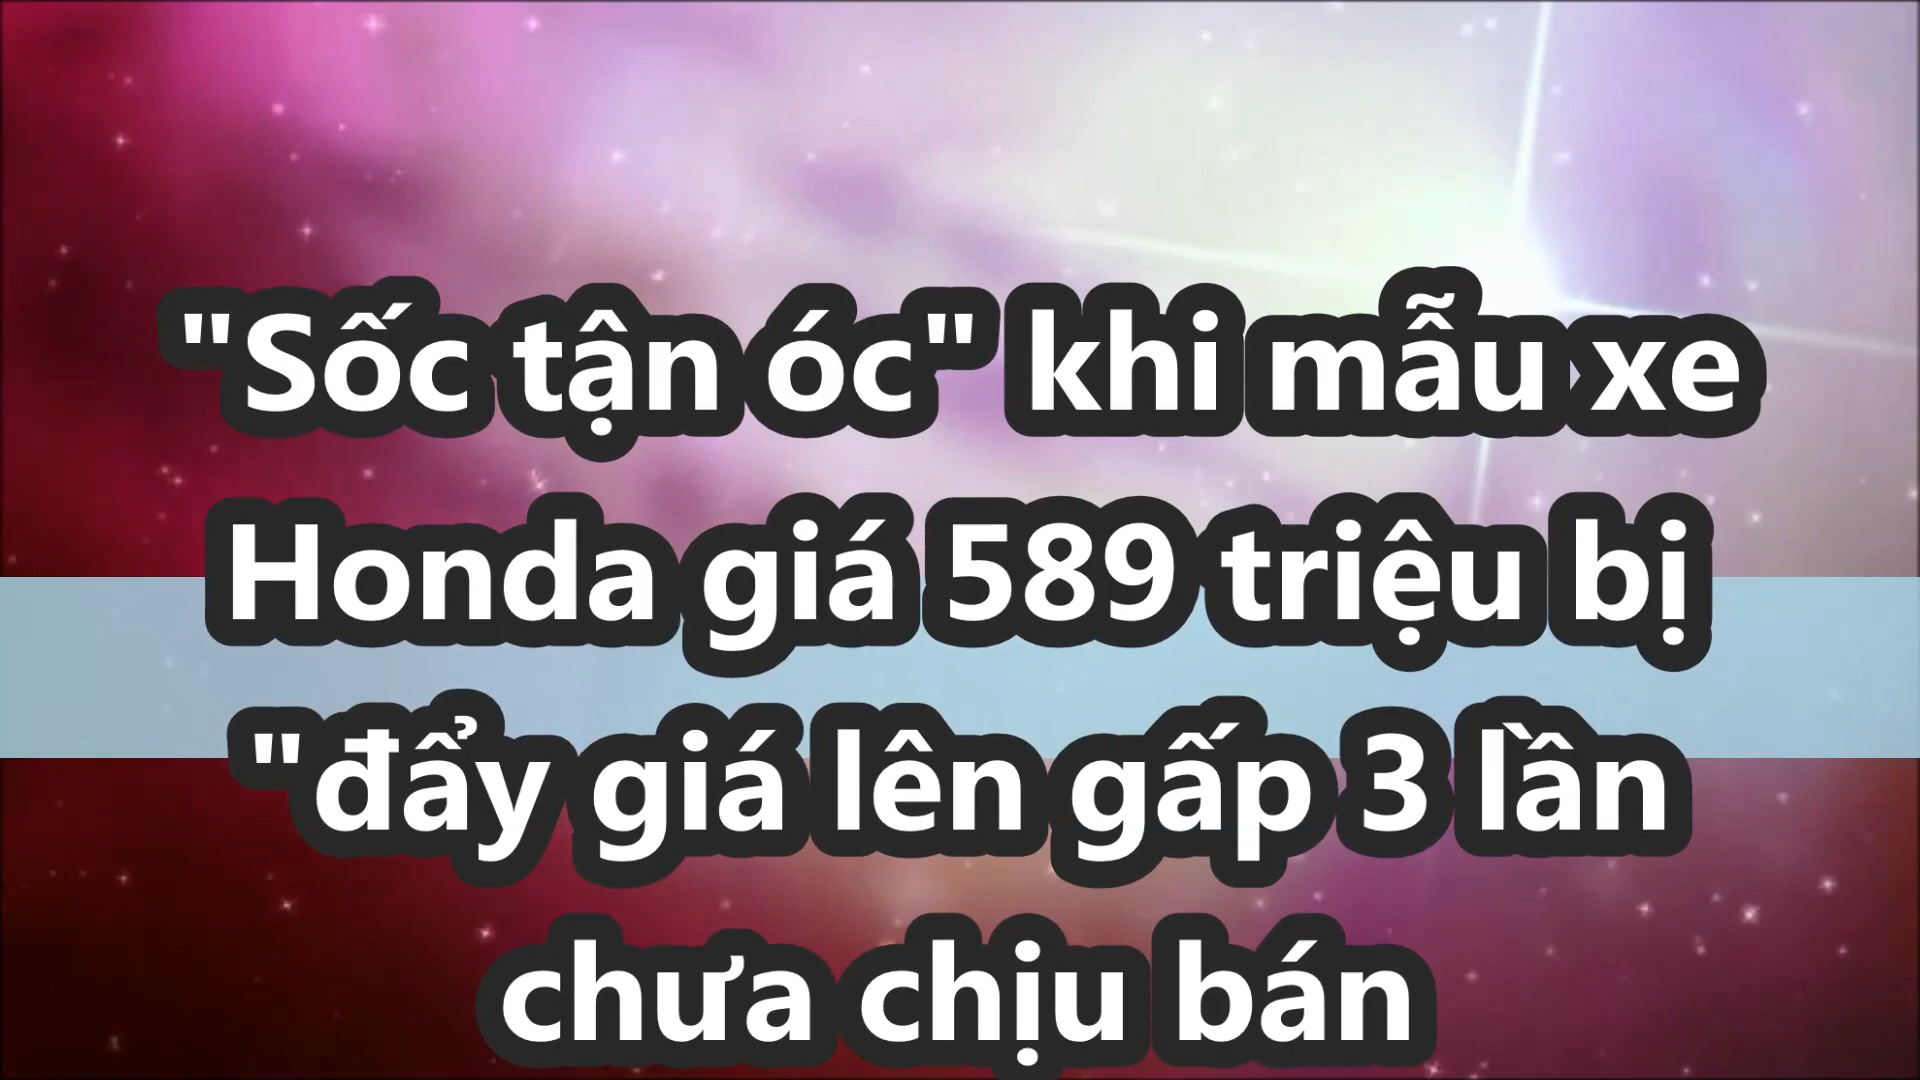 "Sốc tận óc" khi mẫu xe
Honda giá 589 triệu bị
"đẩy giá lên gấp 3 lần
chưa chịu bán